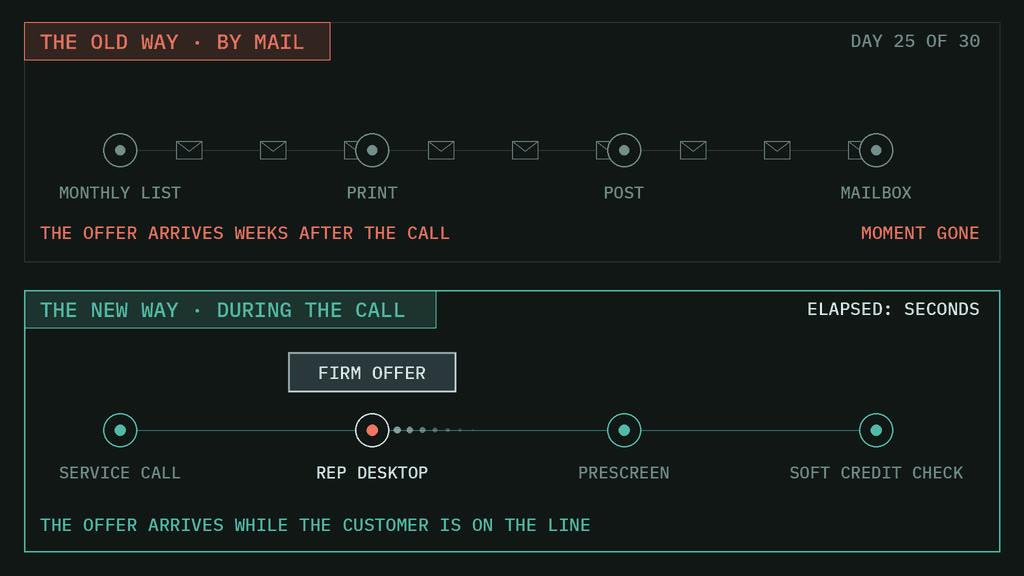 THE OLD WAY · BY MAIL
DAY 25 OF 30
MONTHLY LIST
PRINT
POST
MAILBOX
THE OFFER ARRIVES WEEKS AFTER THE CALL
MOMENT GONE
THE NEW WAY · DURING THE CALL
ELAPSED: SECONDS
FIRM OFFER
SERVICE CALL
REP DESKTOP
PRESCREEN
SOFT CREDIT CHECK
THE OFFER ARRIVES WHILE THE CUSTOMER IS ON THE LINE